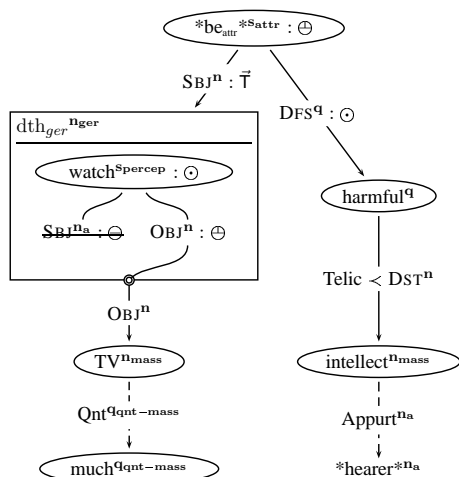 *be_attr*^s_attr : ⊖
SBJ^n : T⃗
DFS^q : ⊙
dth_ger^n_ger
watch^s_percep : ⊙
harmful^q
SBJ^n_a : ⊖
OBJ^n :
Telic ≺ DST^n
OBJ^n
TV^n_mass
intellect^n_mass
Qnt^q_qnt−mass
Appurt^n_a
much^q_qnt−mass
*hearer*^n_a